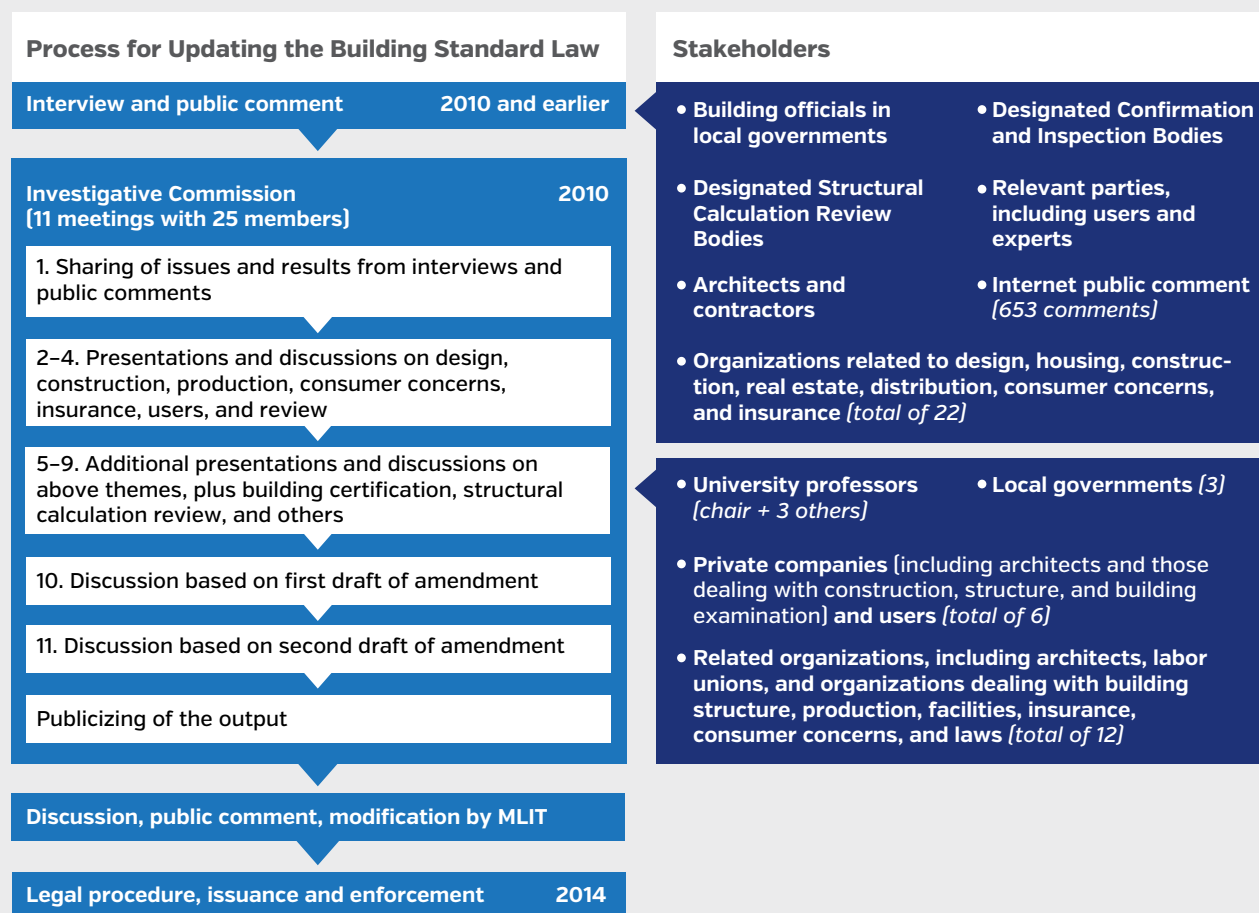 Process for Updating the Building Standard Law
Interview and public comment 2010 and earlier
Investigative Commission 2010
(11 meetings with 25 members)
1. Sharing of issues and results from interviews and
public comments
2–4. Presentations and discussions on design,
construction, production, consumer concerns,
insurance, users, and review
5–9. Additional presentations and discussions on
above themes, plus building certification, structural
calculation review, and others
10. Discussion based on first draft of amendment
11. Discussion based on second draft of amendment
Publicizing of the output
Discussion, public comment, modification by MLIT
Legal procedure, issuance and enforcement 2014
Stakeholders
• Building officials in
local governments
• Designated Confirmation
and Inspection Bodies
• Designated Structural
Calculation Review
Bodies
• Relevant parties,
including users and
experts
• Architects and
contractors
• Internet public comment
(653 comments)
• Organizations related to design, housing, construc-
tion, real estate, distribution, consumer concerns,
and insurance (total of 22)
• University professors
(chair + 3 others)
• Local governments (3)
• Private companies (including architects and those
dealing with construction, structure, and building
examination) and users (total of 6)
• Related organizations, including architects, labor
unions, and organizations dealing with building
structure, production, facilities, insurance,
consumer concerns, and laws (total of 12)